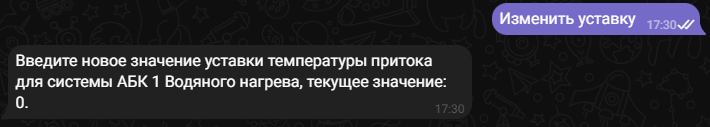 Изменить уставку
17:30
Введите новое значение уставки температуры притока
для системы АБК 1 Водяного нагрева, текущее значение:
0.
17:30